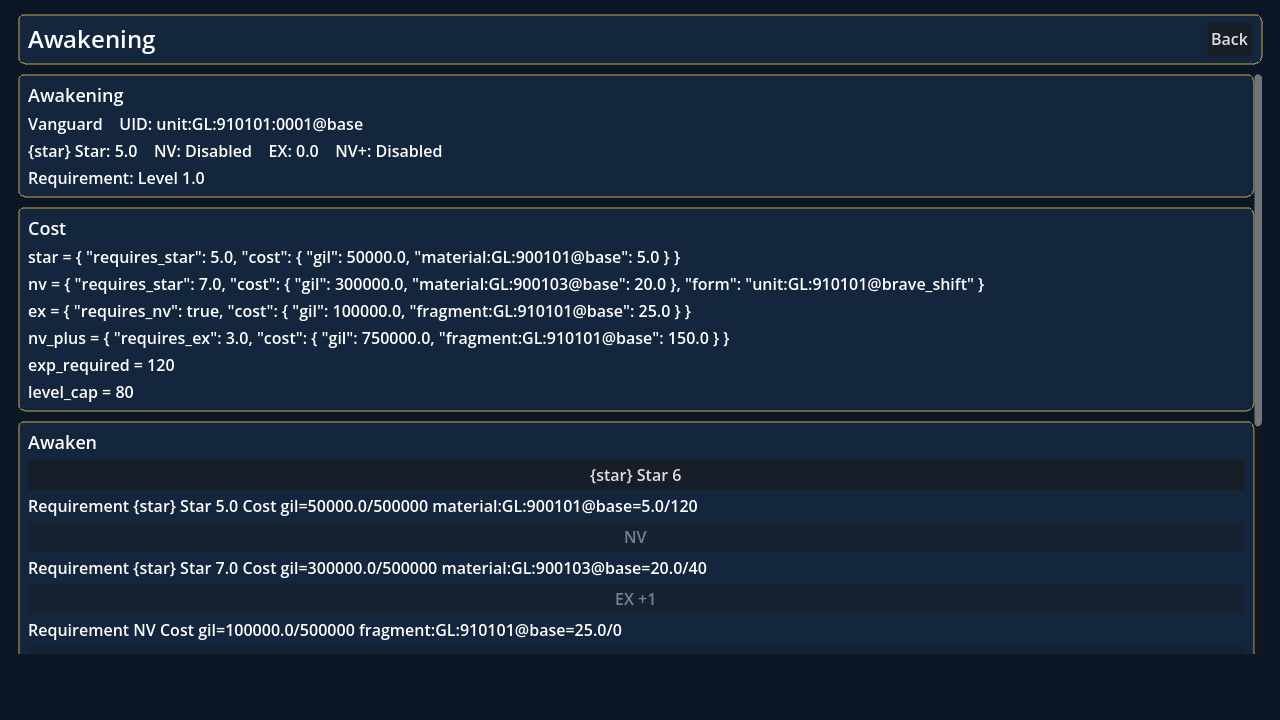 Awakening
Back
Awakening
Vanguard UID: unit:GL:910101:0001@base
{star} Star: 5.0 NV: Disabled EX: 0.0 NV+: Disabled
Requirement: Level 1.0
Cost
star = { "requires_star": 5.0, "cost": { "gil": 50000.0, "material:GL:900101@base": 5.0 } }
nv = { "requires_star": 7.0, "cost": { "gil": 300000.0, "material:GL:900103@base": 20.0 }, "form": "unit:GL:910101@brave_shift" }
ex = { "requires_nv": true, "cost": { "gil": 100000.0, "fragment:GL:910101@base": 25.0 } }
nv_plus = { "requires_ex": 3.0, "cost": { "gil": 750000.0, "fragment:GL:910101@base": 150.0 } }
exp_required = 120
level_cap = 80
Awaken
{star} Star 6
Requirement {star} Star 5.0 Cost gil=50000.0/500000 material:GL:900101@base=5.0/120
NV
Requirement {star} Star 7.0 Cost gil=300000.0/500000 material:GL:900103@base=20.0/40
EX +1
Requirement NV Cost gil=100000.0/500000 fragment:GL:910101@base=25.0/0